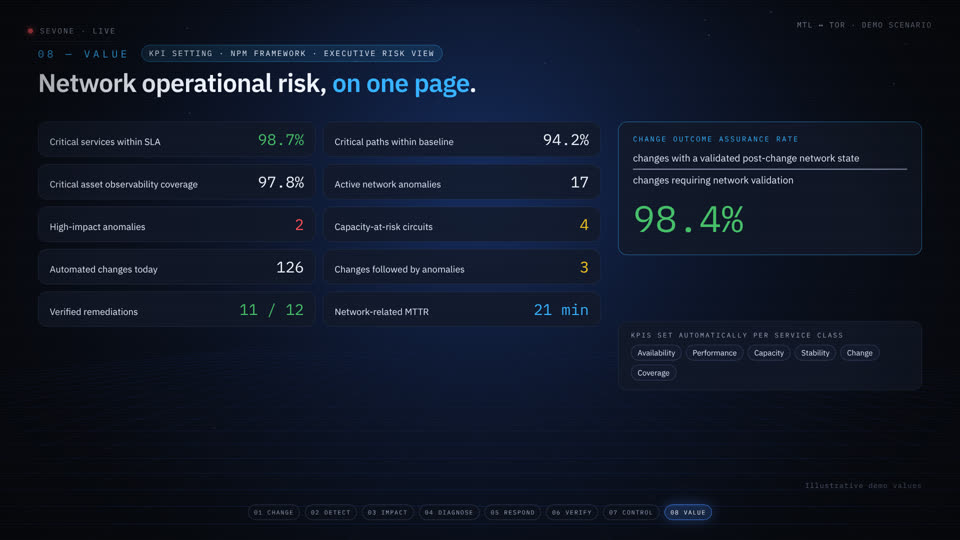 SEVONE · LIVE
MTL ↔ TOR · DEMO SCENARIO
08 — VALUE
KPI SETTING · NPM FRAMEWORK · EXECUTIVE RISK VIEW
Network operational risk, on one page.
Critical services within SLA 98.7%
Critical paths within baseline 94.2%
Critical asset observability coverage 97.8%
Active network anomalies 17
High-impact anomalies 2
Capacity-at-risk circuits 4
Automated changes today 126
Changes followed by anomalies 3
Verified remediations 11 / 12
Network-related MTTR 21 min
CHANGE OUTCOME ASSURANCE RATE
changes with a validated post-change network state
changes requiring network validation
98.4%
KPIS SET AUTOMATICALLY PER SERVICE CLASS
Availability Performance Capacity Stability Change
Coverage
Illustrative demo values
01 CHANGE 02 DETECT 03 IMPACT 04 DIAGNOSE 05 RESPOND 06 VERIFY 07 CONTROL 08 VALUE